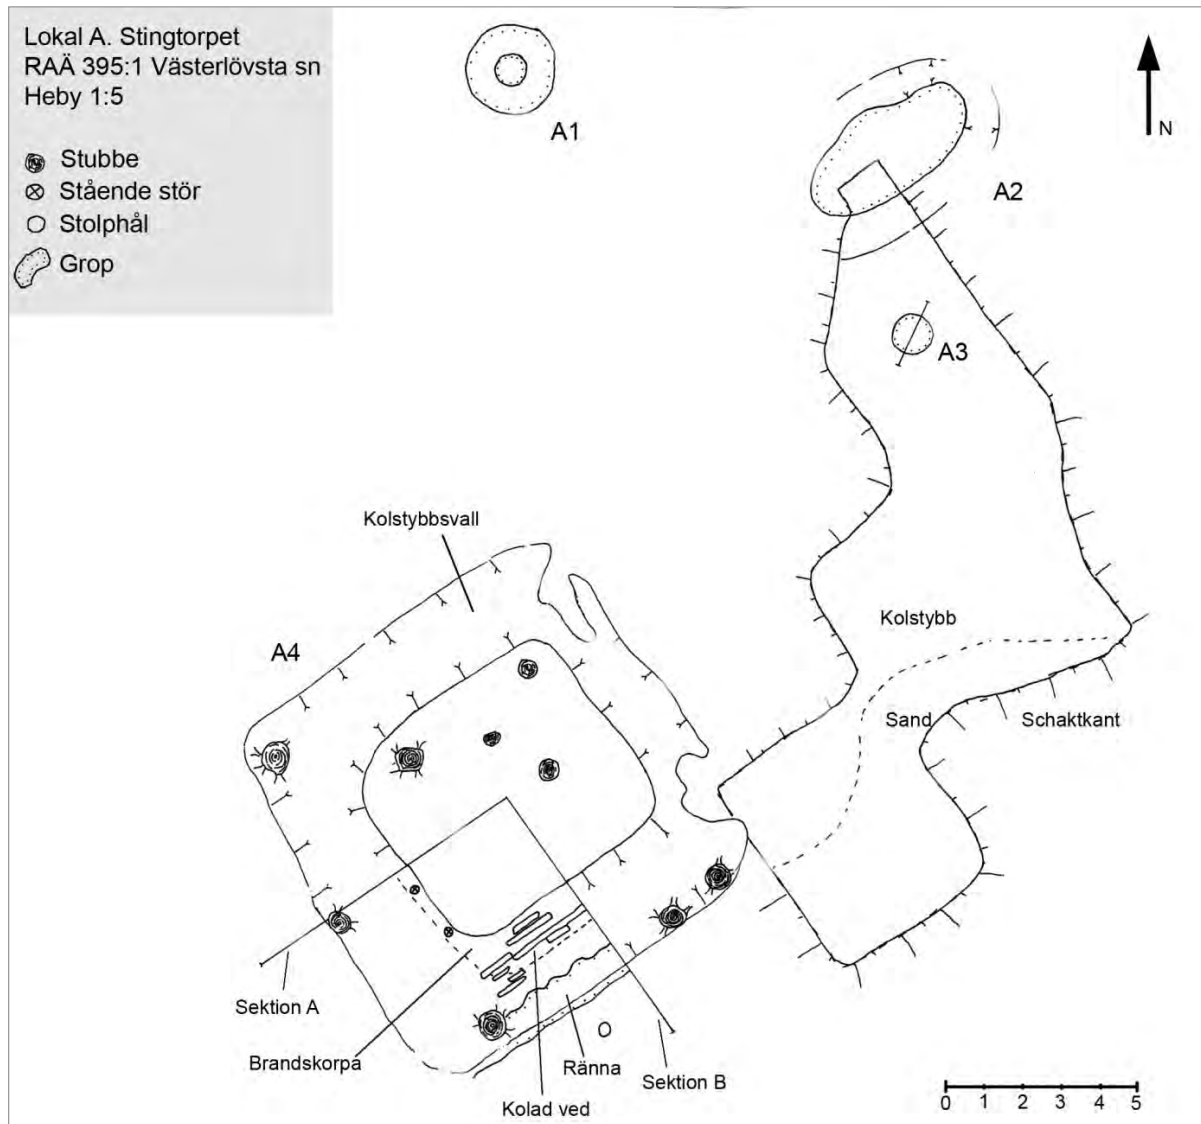 Lokal A. Stingtorpet
RAÄ 395:1 Västerlövsta sn
Heby 1:5
Stubbe
Stående stör
Stolphål
Grop
A1
N
A2
A3
Kolstybbsvall
Kolstybb
A4
Sand
Schaktkant
Sektion A
Brandskorpa
Ränna
Sektion B
Kolad ved
0 1 2 3 4 5